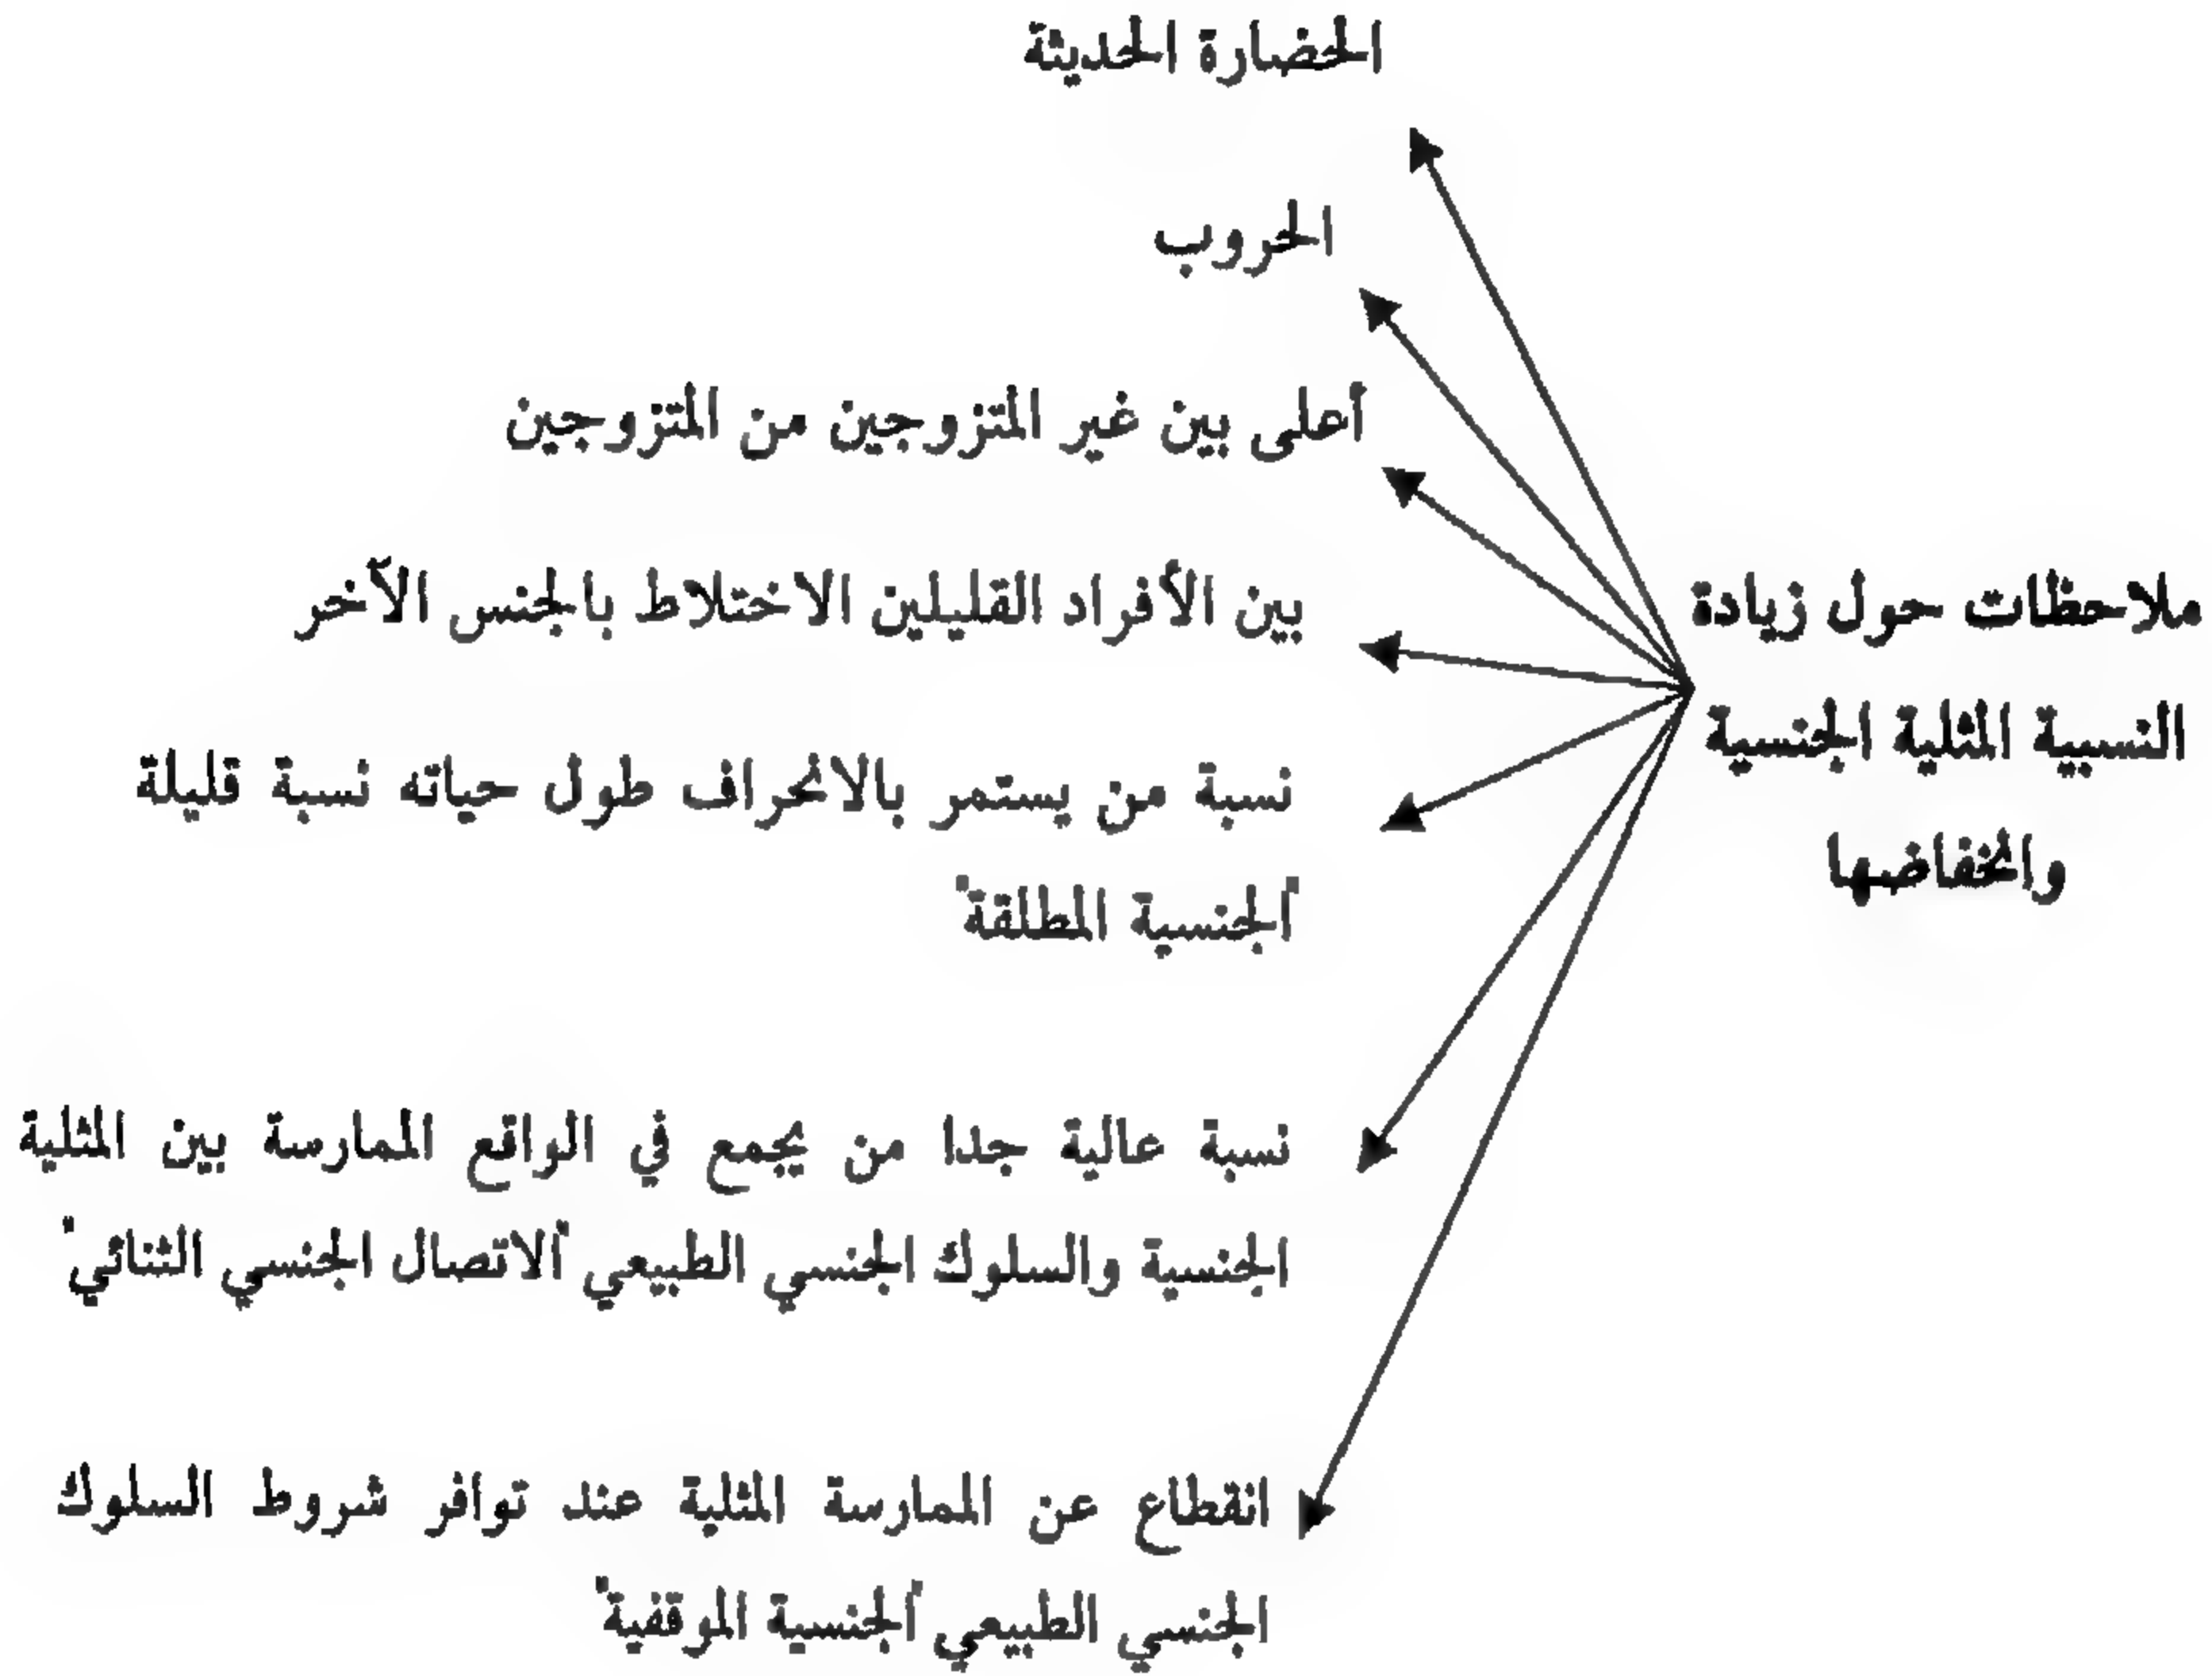 ملاحظات حول زيادة
النسبية المثلية الجنسية
وانخفاضها
الحضارة الحديثة
الحروب
أعلى بين غير المتزوجين من المتزوجين
بين الأفراد القليلين الاختلاط بالجنس الآخر
نسبة من يستمر بالانحراف طول حياته نسبة قليلة
"الجنسية المطلقة"
نسبة عالية جدا من يجمع في الواقع الممارسة بين المثلية
الجنسية والسلوك الجنسي الطبيعي "الاتصال الجنسي الثنائي"
انقطاع عن الممارسة المثلية عند توافر شروط السلوك
الجنسي الطبيعي "الجنسية الموقفية"